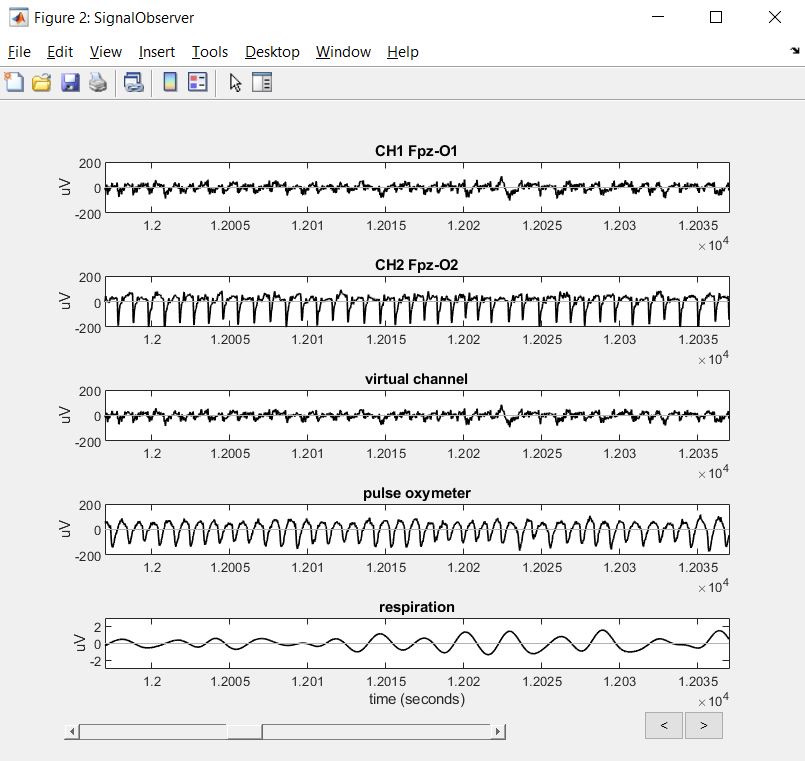 Figure 2: SignalObserver
File Edit View Insert Tools Desktop Window Help
CH1 Fpz-O1
200
0
-200
uV
1.2 1.2005 1.201 1.2015 1.202 1.2025 1.203 1.2035
×10^4
CH2 Fpz-O2
200
0
-200
uV
1.2 1.2005 1.201 1.2015 1.202 1.2025 1.203 1.2035
×10^4
virtual channel
200
0
-200
uV
1.2 1.2005 1.201 1.2015 1.202 1.2025 1.203 1.2035
×10^4
pulse oxymeter
200
0
-200
uV
1.2 1.2005 1.201 1.2015 1.202 1.2025 1.203 1.2035
×10^4
respiration
2
0
-2
uV
1.2 1.2005 1.201 1.2015 1.202 1.2025 1.203 1.2035
time (seconds)
×10^4
< >